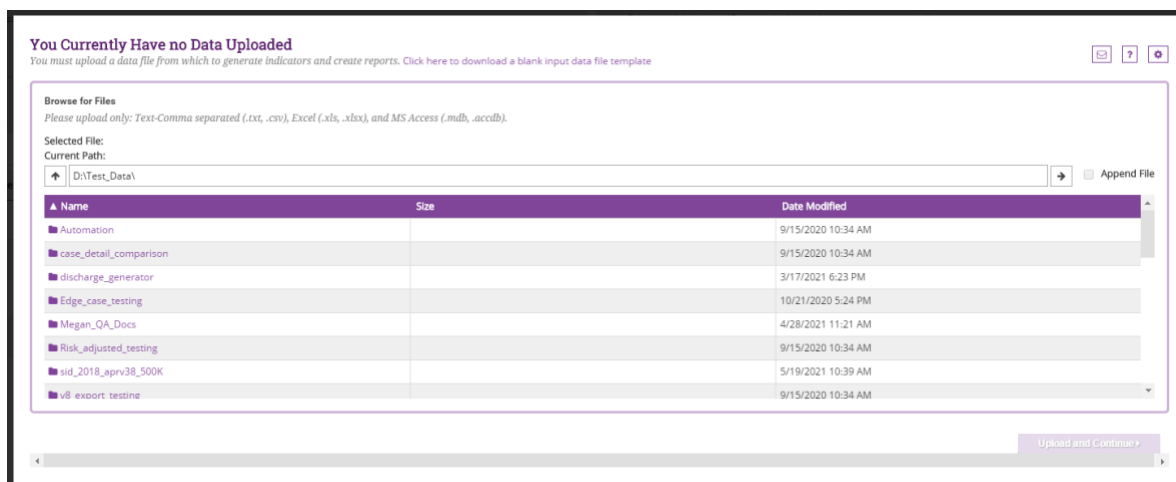 You Currently Have no Data Uploaded
You must upload a data file from which to generate indicators and create reports. Click here to download a blank input data file template
?
Browse for Files
Please upload only: Text-Comma separated (.txt, .csv), Excel (.xls, .xlsx), and MS Access (.mdb, .accdb).
Selected File:
Current Path:
D:\Test_Data\ Append File
Name Size Date Modified
Automation 9/15/2020 10:34 AM
case_detail_comparison 9/15/2020 10:34 AM
discharge_generator 3/17/2021 6:23 PM
Edge_case_testing 10/21/2020 5:24 PM
Megan_QA_Docs 4/28/2021 11:21 AM
Risk_adjusted_testing 9/15/2020 10:34 AM
sid_2018_aprv38_500K 5/19/2021 10:39 AM
v8_export_testing 9/15/2020 10:34 AM
Upload and Continue